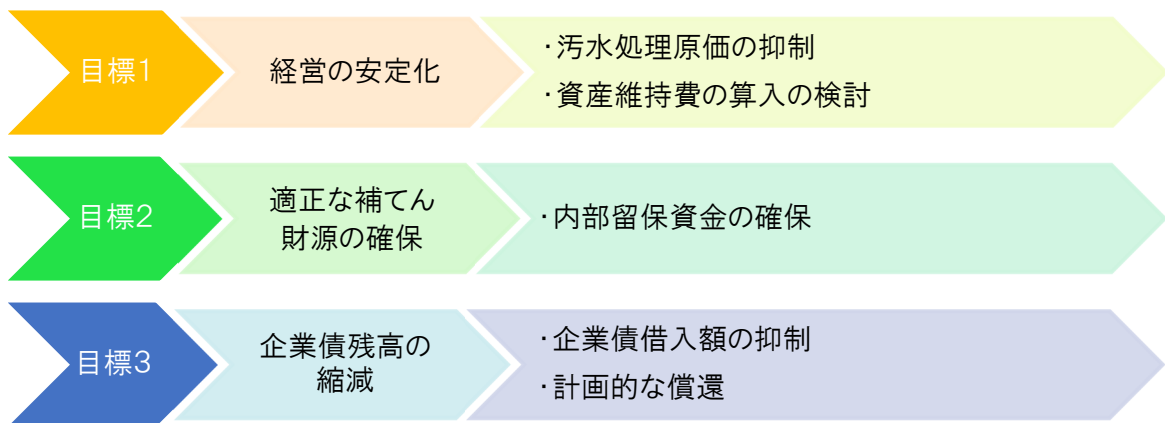 目標1
経営の安定化
・汚水処理原価の抑制
・資産維持費の算入の検討
目標2
適正な補てん
財源の確保
・内部留保資金の確保
目標3
企業債残高の
縮減
・企業債借入額の抑制
・計画的な償還